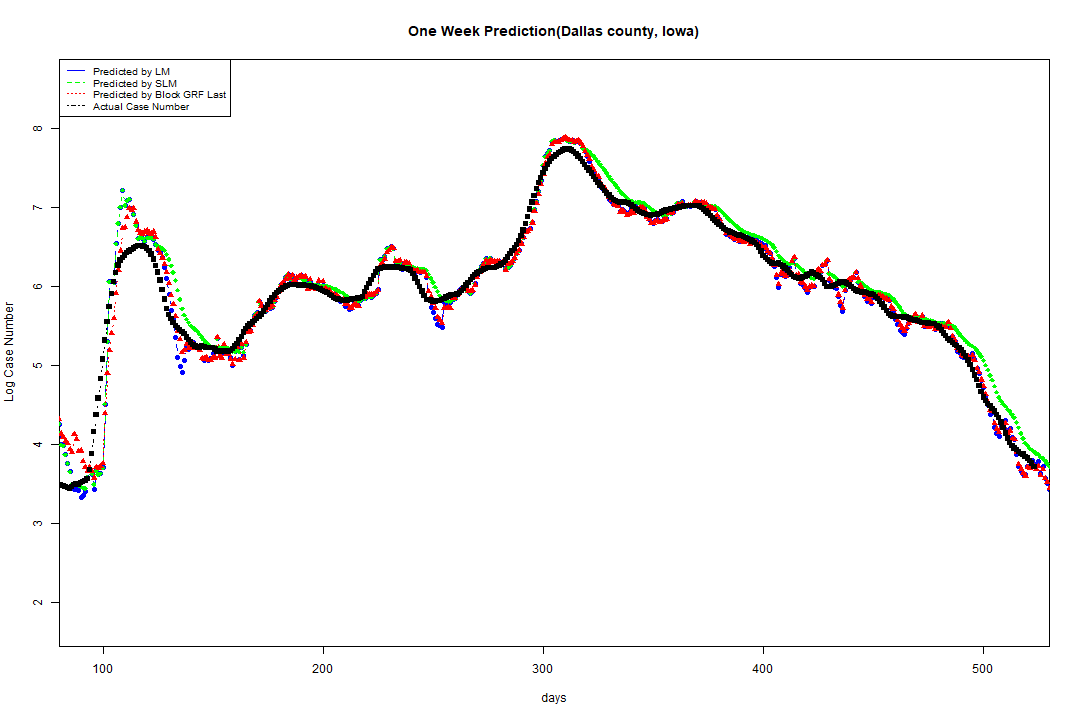 One Week Prediction(Dallas county, Iowa)
Predicted by LM
Predicted by SLM
Predicted by Block GRF Last
Actual Case Number
Log Case Number
8
7
6
5
4
3
2
100 200 300 400 500
days